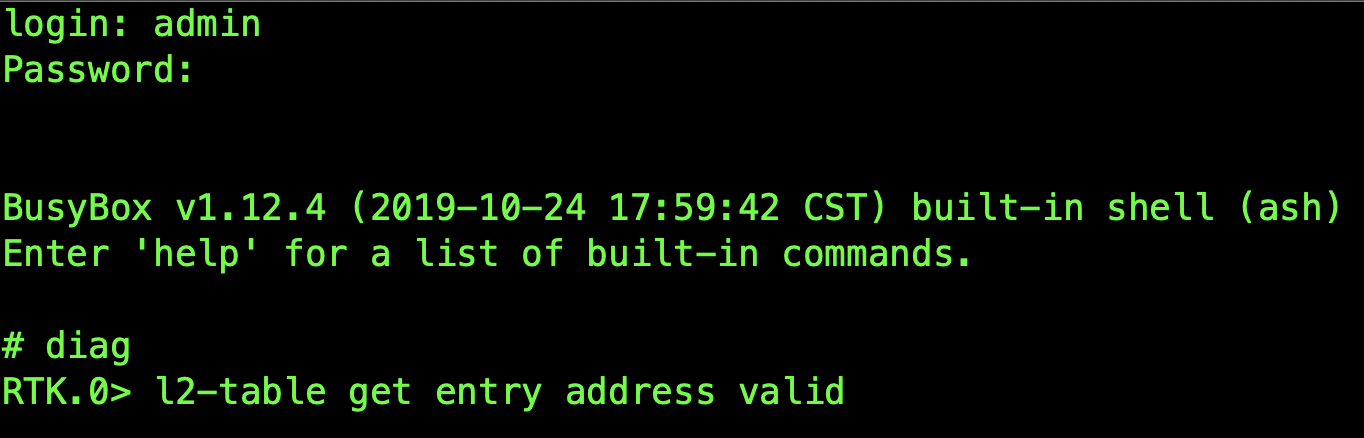 login: admin
Password:
BusyBox v1.12.4 (2019-10-24 17:59:42 CST) built-in shell (ash)
Enter 'help' for a list of built-in commands.
# diag
RTK.0> l2-table get entry address valid